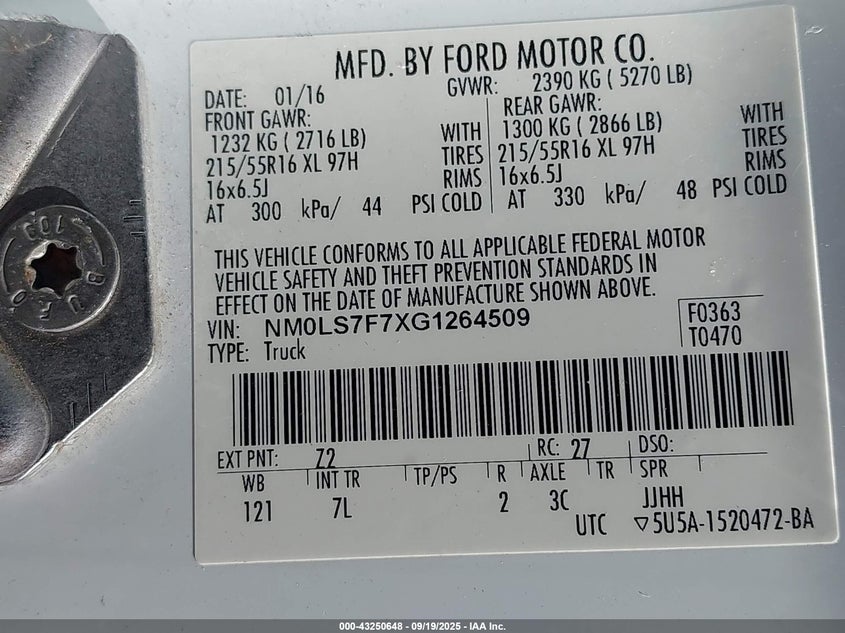 MFD. BY FORD MOTOR CO.
DATE: 01/16 GVWR: 2390 KG ( 5270 LB)
FRONT GAWR: REAR GAWR:
1232 KG ( 2716 LB) WITH 1300 KG ( 2866 LB) WITH
215/55R16 XL 97H TIRES 215/55R16 XL 97H TIRES
16x6.5J RIMS 16x6.5J RIMS
AT 300 kPa/ 44 PSI COLD AT 330 kPa/ 48 PSI COLD
THIS VEHICLE CONFORMS TO ALL APPLICABLE FEDERAL MOTOR
VEHICLE SAFETY AND THEFT PREVENTION STANDARDS IN
EFFECT ON THE DATE OF MANUFACTURE SHOWN ABOVE.
VIN: NM0LS7F7XG1264509 F0363
TYPE: Truck T0470
EXT PNT: Z2 RC: 27 DSO:
WB INT TR TP/PS R AXLE TR SPR
121 7L 2 3C JJHH
UTC ▽5U5A-1520472-BA
000-43250648 - 09/19/2025 - IAA Inc.